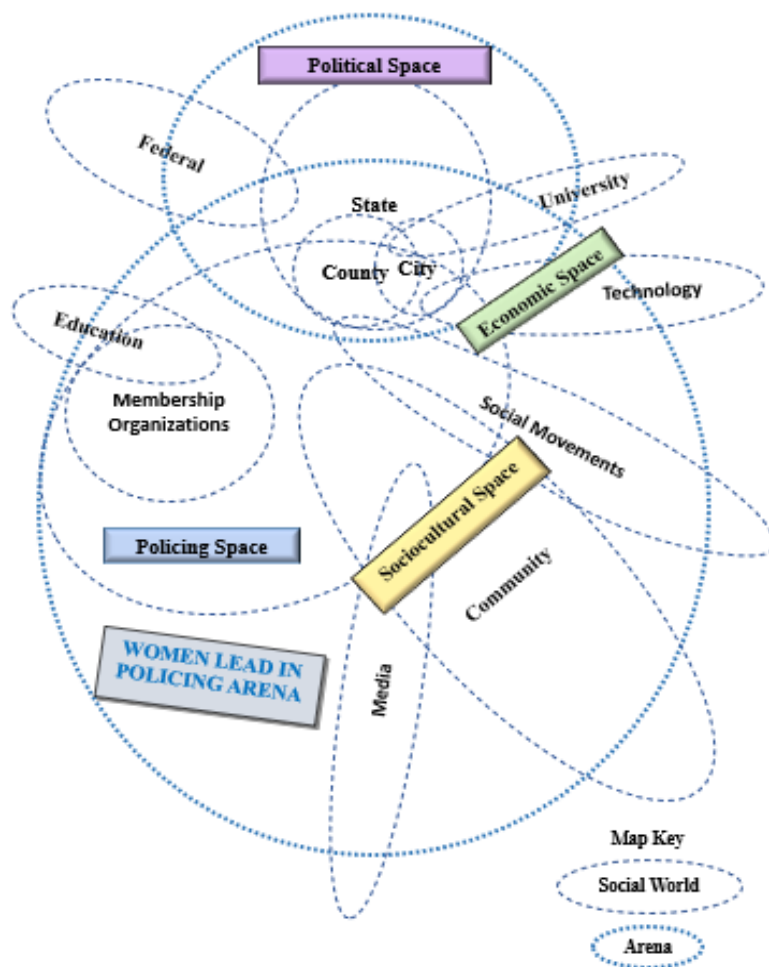 Political Space
Federal
University
State
County
City
Economic Space
Technology
Education
Membership
Organizations
Social Movements
Sociocultural Space
Policing Space
Community
WOMEN LEAD IN
POLICING ARENA
Media
Map Key
Social World
Arena